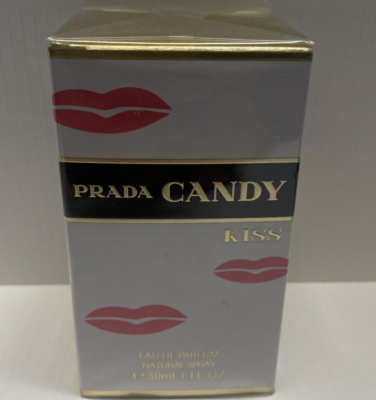 PRADA CANDY
KISS
EAU DE PARFUM
NATURAL SPRAY
℮30ml 1 FL OZ